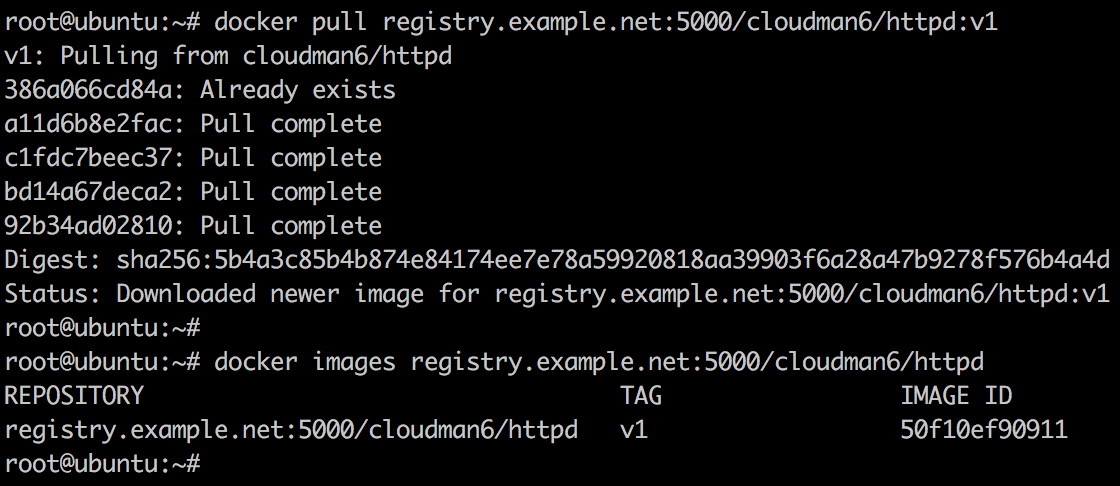 root@ubuntu:~# docker pull registry.example.net:5000/cloudman6/httpd:v1
v1: Pulling from cloudman6/httpd
386a066cd84a: Already exists
a11d6b8e2fac: Pull complete
c1fdc7beec37: Pull complete
bd14a67deca2: Pull complete
92b34ad02810: Pull complete
Digest: sha256:5b4a3c85b4b874e84174ee7e78a59920818aa39903f6a28a47b9278f576b4a4d
Status: Downloaded newer image for registry.example.net:5000/cloudman6/httpd:v1
root@ubuntu:~#
root@ubuntu:~# docker images registry.example.net:5000/cloudman6/httpd
REPOSITORY TAG IMAGE ID
registry.example.net:5000/cloudman6/httpd v1 50f10ef90911
root@ubuntu:~#